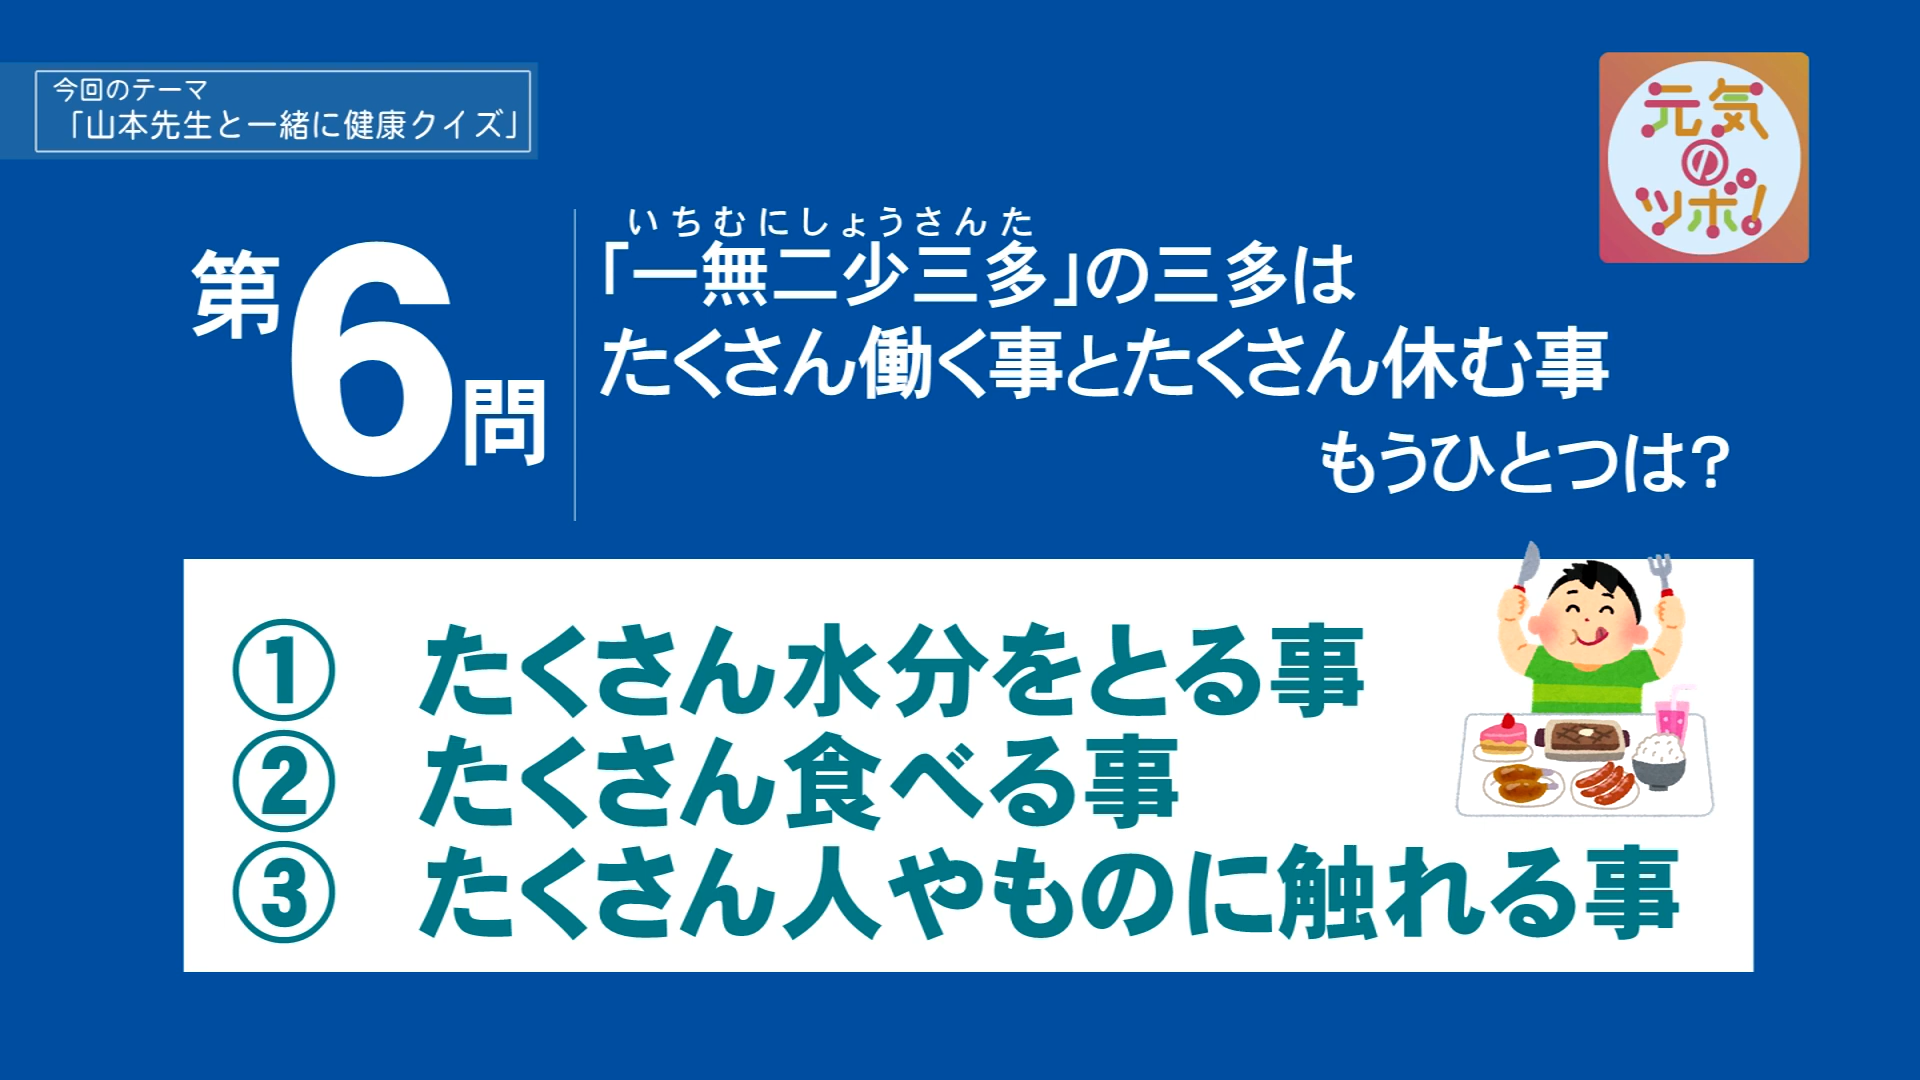 今回のテーマ
「山本先生と一緒に健康クイズ」
元気
の
ツボ!
第6問
いちむにしょうさんた
「一無二少三多」の三多は
たくさん働く事とたくさん休む事
もうひとつは?
① たくさん水分をとる事
② たくさん食べる事
③ たくさん人やものに触れる事